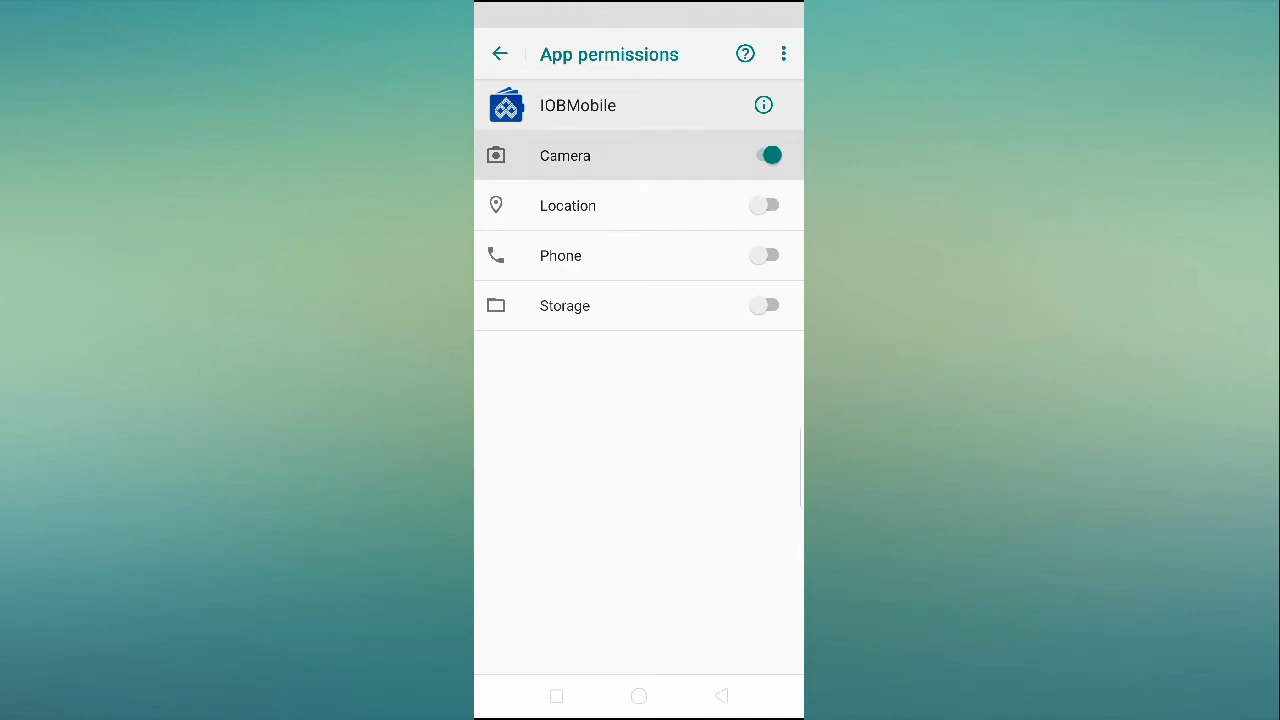 App permissions
IOBMobile
Camera
Location
Phone
Storage